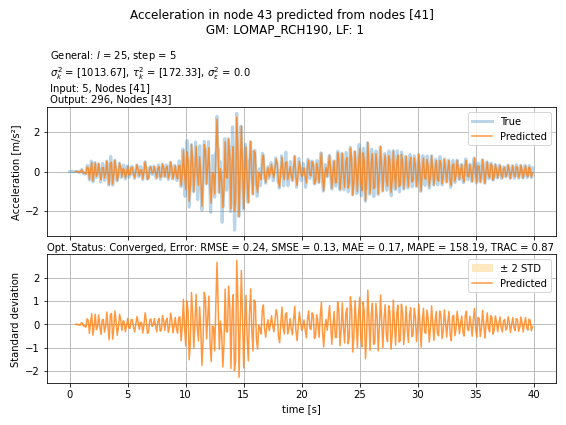 Acceleration in node 43 predicted from nodes [41]
GM: LOMAP_RCH190, LF: 1
General: l = 25, step = 5
σ²ₖ = [1013.67], τ²ₖ = [172.33], σ²ε = 0.0
Input: 5, Nodes [41]
Output: 296, Nodes [43]
Acceleration [m/s²]
2
0
−2
True
Predicted
Opt. Status: Converged, Error: RMSE = 0.24, SMSE = 0.13, MAE = 0.17, MAPE = 158.19, TRAC = 0.87
Standard deviation
2
1
0
−1
−2
± 2 STD
Predicted
0 5 10 15 20 25 30 35 40
time [s]